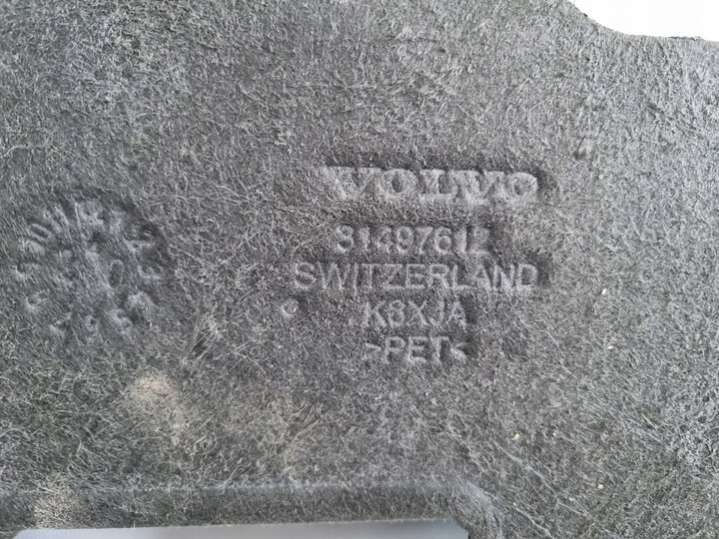 VOLVO
31497612
SWITZERLAND
K8XJA
>PET<